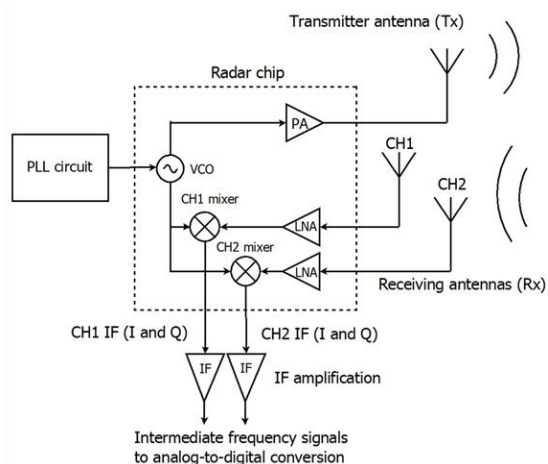 Transmitter antenna (Tx)
Radar chip
PA
PLL circuit
VCO
CH1
CH2
CH1 mixer
LNA
CH2 mixer
LNA
Receiving antennas (Rx)
CH1 IF (I and Q)
CH2 IF (I and Q)
IF
IF
IF amplification
Intermediate frequency signals
to analog-to-digital conversion